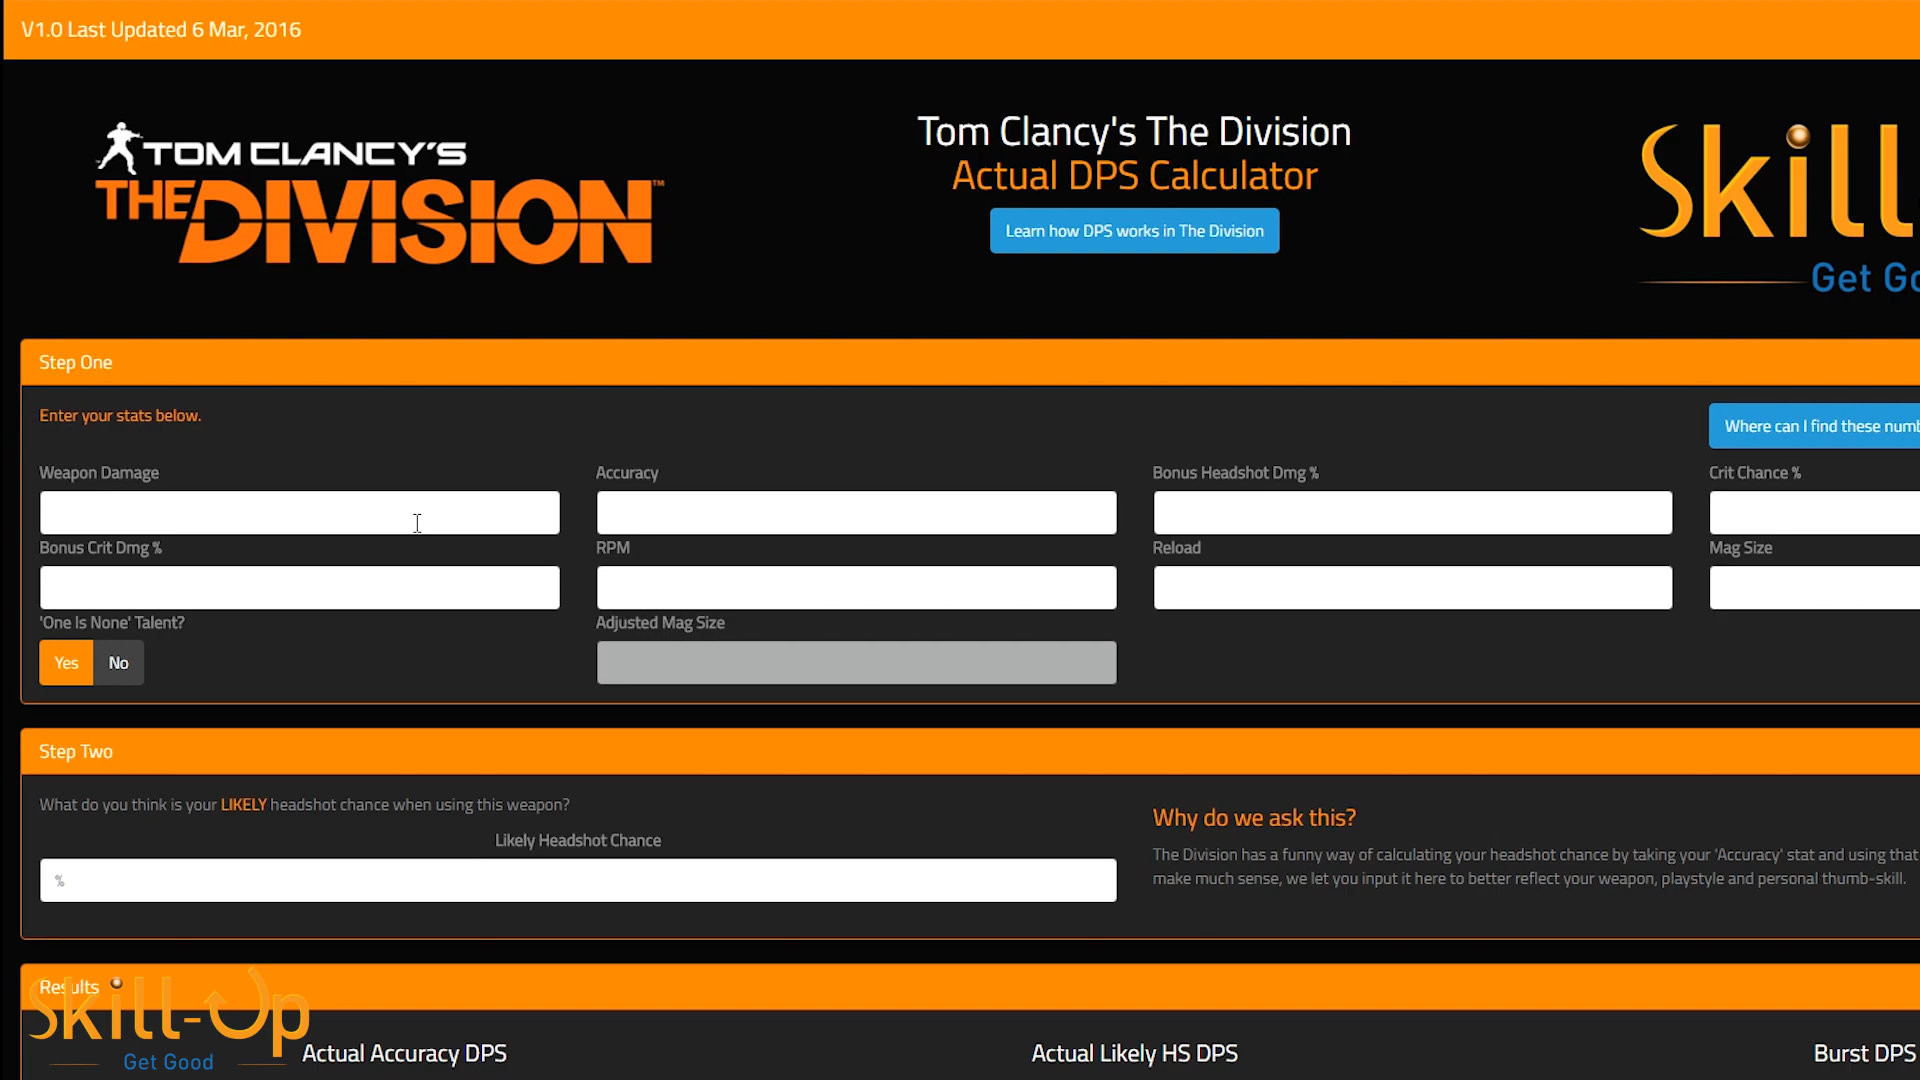 V1.0 Last Updated 6 Mar, 2016
TOM CLANCY'S
THE DIVISION™
Tom Clancy's The Division
Actual DPS Calculator
Learn how DPS works in The Division
Skill
Get
Step One
Enter your stats below.
Where can I find these
Weapon Damage
Accuracy
Bonus Headshot Dmg %
Crit Chance %
Bonus Crit Dmg %
RPM
Reload
Mag Size
'One Is None' Talent?
Adjusted Mag Size
Yes
No
Step Two
What do you think is your LIKELY headshot chance when using this weapon?
Likely Headshot Chance
%
Why do we ask this?
The Division has a funny way of calculating your headshot chance by taking your 'Accuracy' stat and using that
make much sense, we let you input it here to better reflect your weapon, playstyle and personal thumb-skill.
Results
Skill-Up
Get Good
Actual Accuracy DPS
Actual Likely HS DPS
Burst DPS